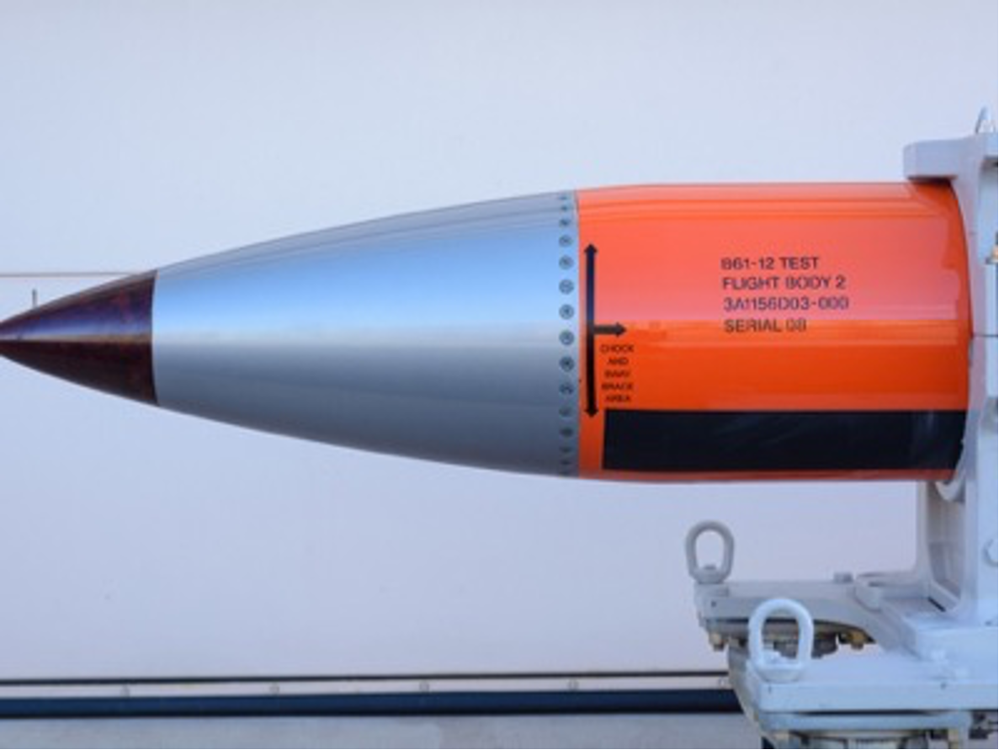 B61-12 TEST
FLIGHT BODY 2
3A1156D03-000
SERIAL 08
CHOCK
AND
SWAY
BRACE
AREA